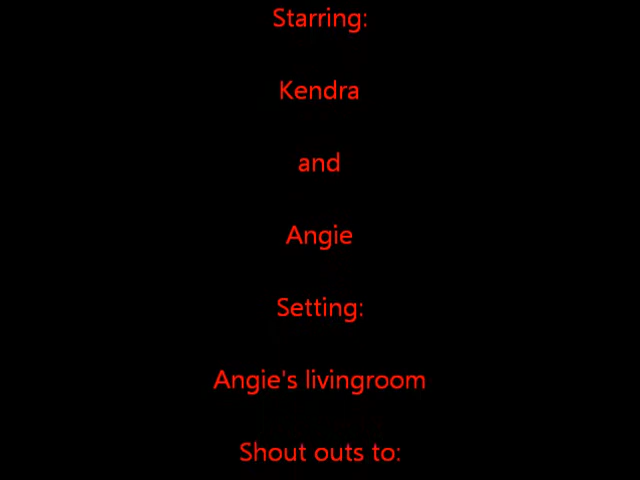 Starring:
Kendra
and
Angie
Setting:
Angie's livingroom
Shout outs to: